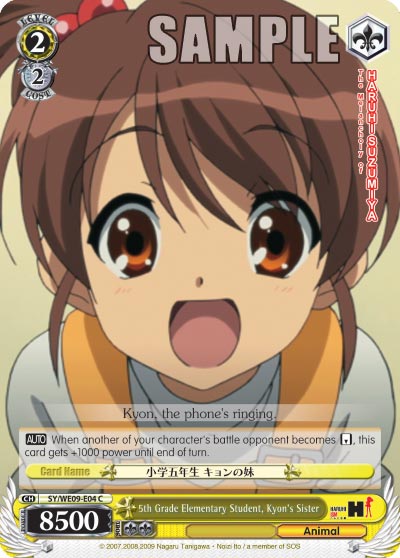 LEVEL
2
2
COST
SAMPLE
The Melancholy of
HARUHI SUZUMIYA
Kyon, the phone's ringing.
AUTO When another of your character's battle opponent becomes [▼], this
card gets +1000 power until end of turn.
Card Name 小学五年生 キョンの妹
CH SY/WE09-E04 C
POWER 8500 SOUL
5th Grade Elementary Student, Kyon's Sister
HARUHI
H
Animal
© 2007,2008,2009 Nagaru Tanigawa・Noizi Ito / a member of SOS